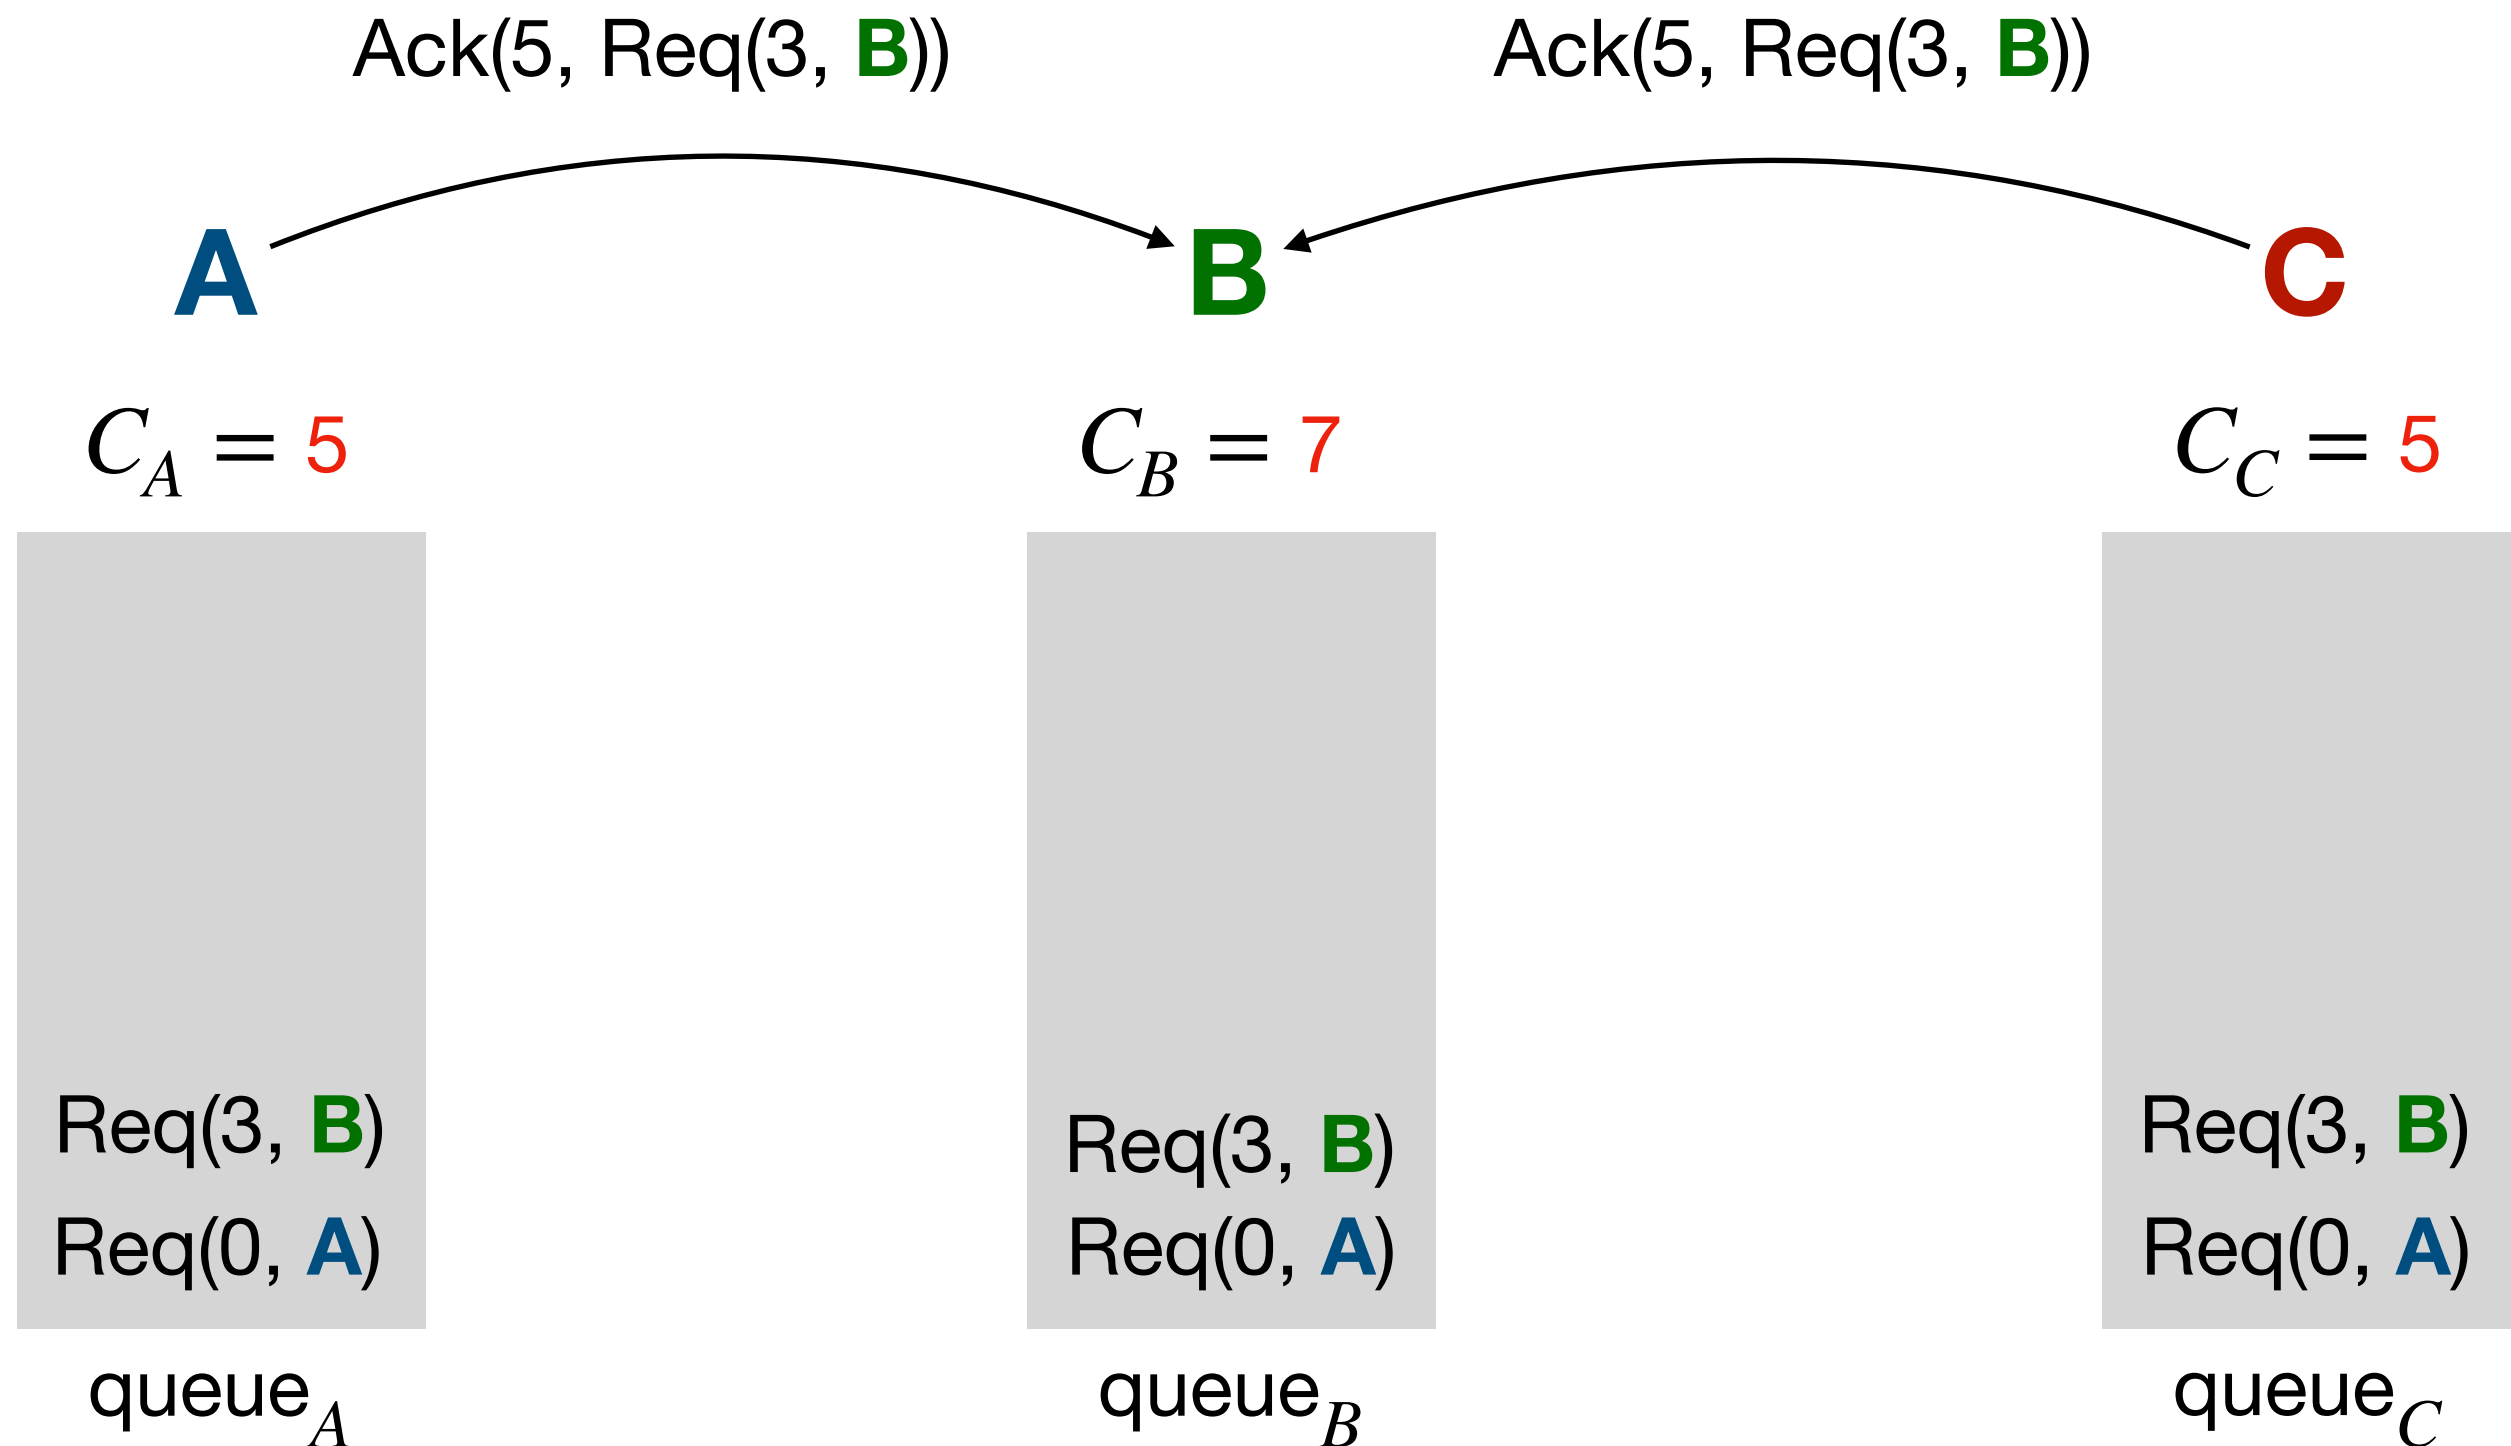 Ack(5, Req(3, B)) Ack(5, Req(3, B))
A B C
C_A = 5 C_B = 7 C_C = 5
Req(3, B) Req(3, B) Req(3, B)
Req(0, A) Req(0, A) Req(0, A)
queue_A queue_B queue_C